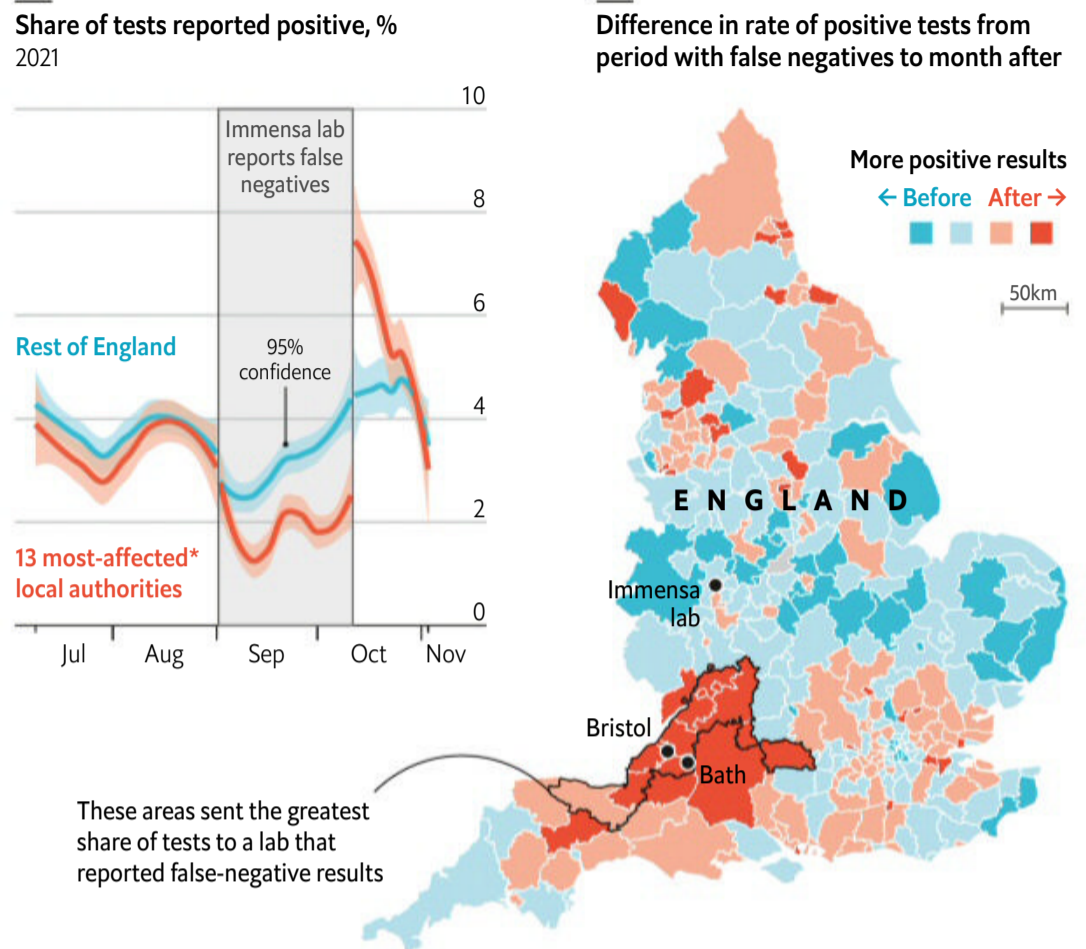 Share of tests reported positive, %
2021
10
Immensa lab
reports false
negatives
8
6
Rest of England
95%
confidence
4
2
13 most-affected*
local authorities
0
Jul Aug Sep Oct Nov
Difference in rate of positive tests from
period with false negatives to month after
More positive results
← Before After →
50km
ENGLAND
Immensa
lab
Bristol
Bath
These areas sent the greatest
share of tests to a lab that
reported false-negative results